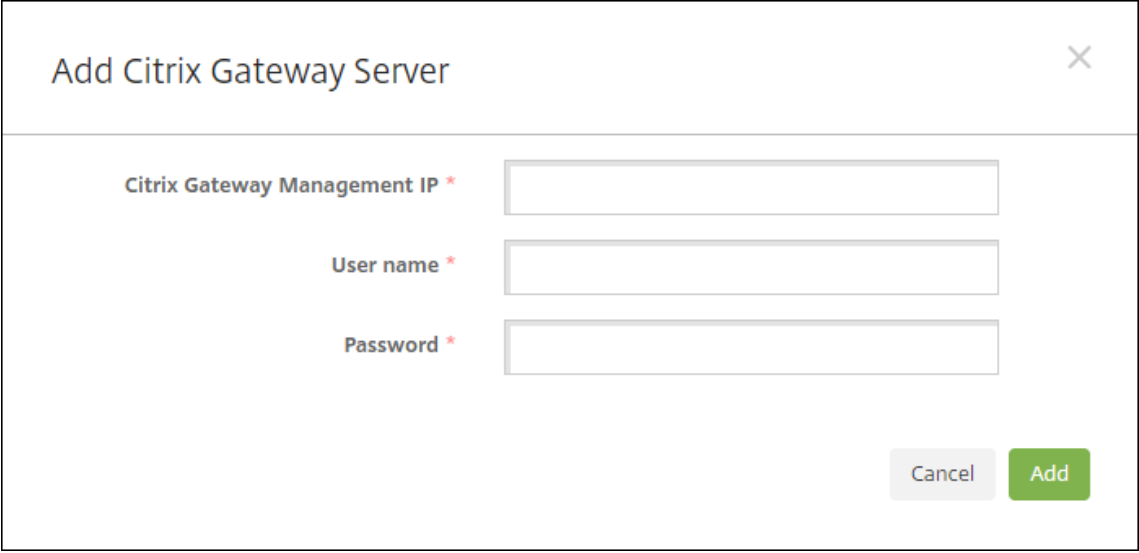 Add Citrix Gateway Server
Citrix Gateway Management IP *
User name *
Password *
Cancel Add